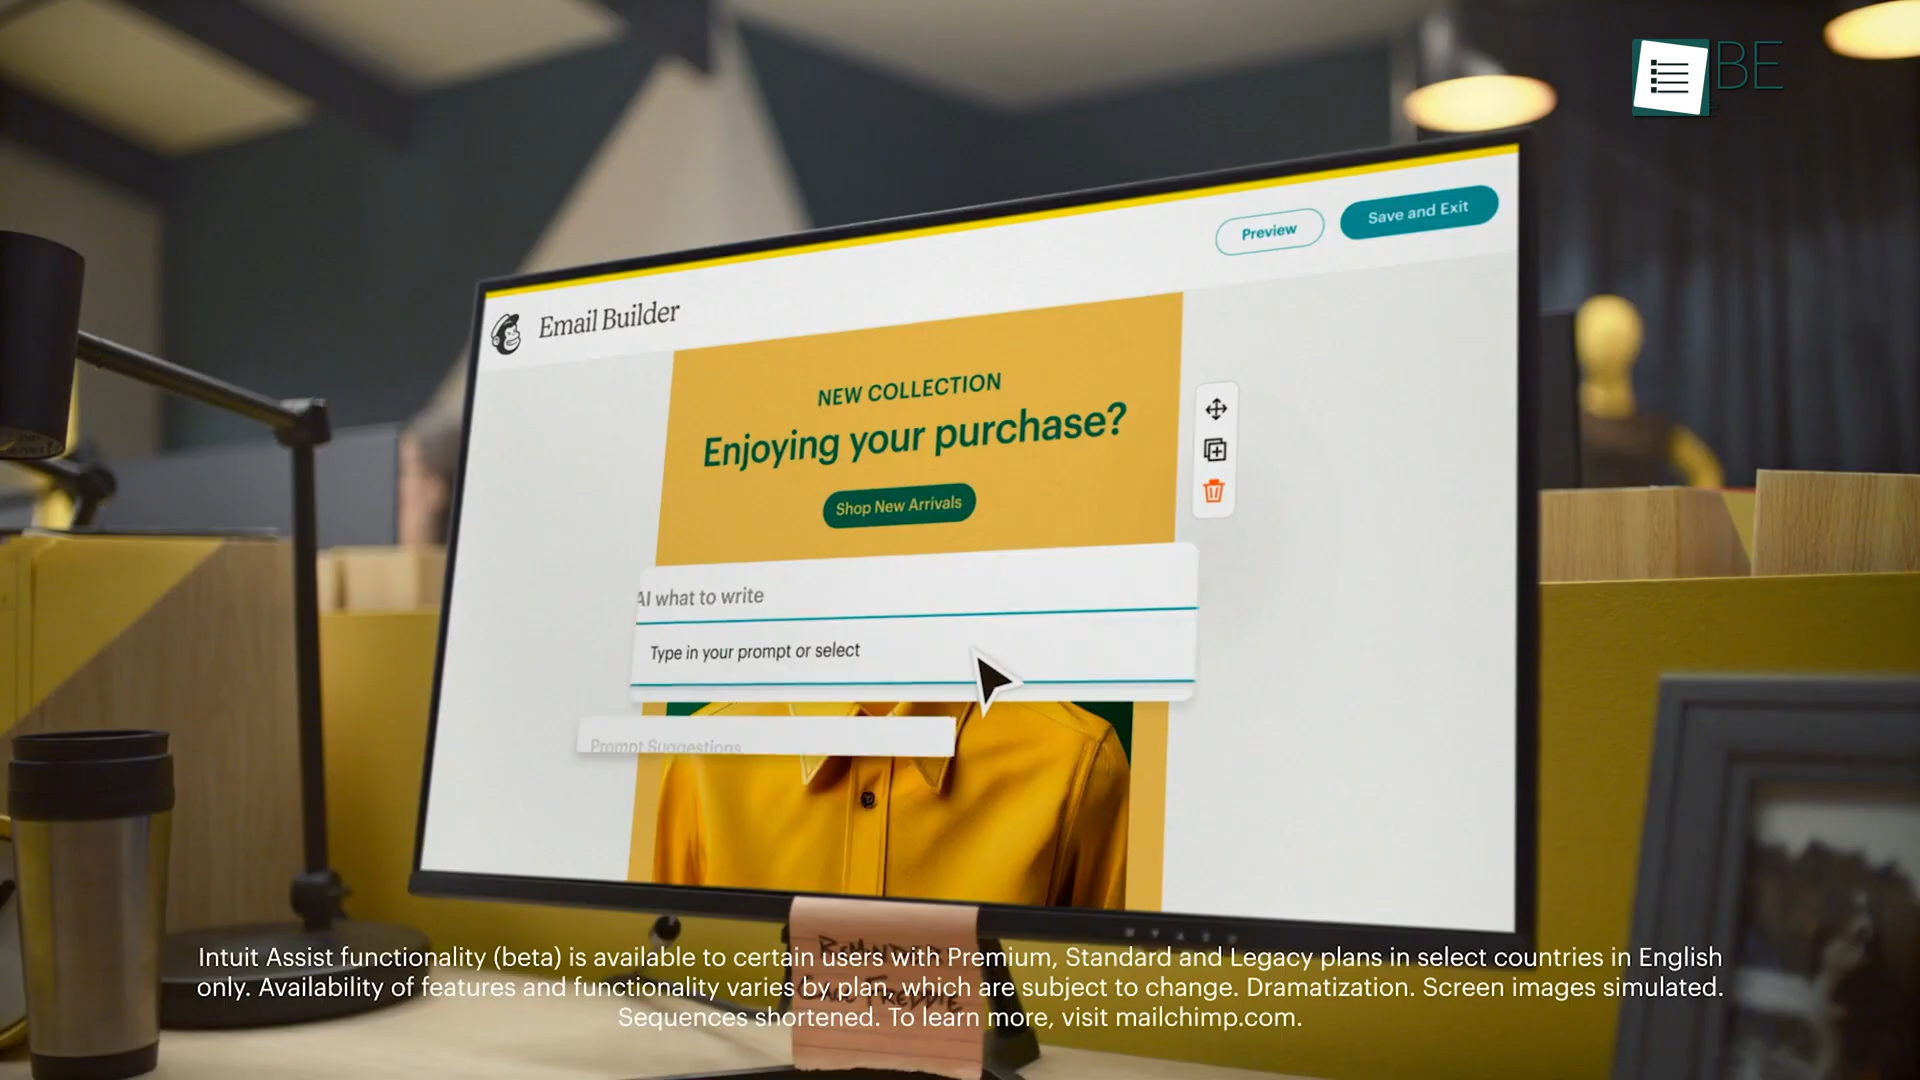 BE
Preview
Save and Exit
Email Builder
NEW COLLECTION
Enjoying your purchase?
Shop New Arrivals
AI what to write
Type in your prompt or select
Prompt Suggestions
Intuit Assist functionality (beta) is available to certain users with Premium, Standard and Legacy plans in select countries in English
only. Availability of features and functionality varies by plan, which are subject to change. Dramatization. Screen images simulated.
Sequences shortened. To learn more, visit mailchimp.com.